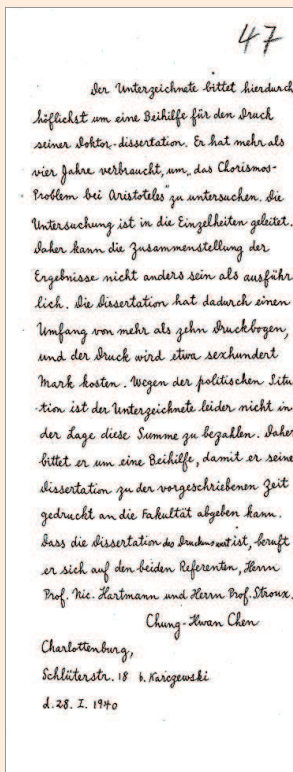 47
Der Unterzeichnete bittet hierdurch
höflichst um eine Beihilfe für den Druck
seiner Doktor-dissertation. Er hat mehr als
vier Jahre verbraucht, um „das Chorismos-
Problem bei Aristoteles" zu untersuchen. Die
Untersuchung ist in die Einzelheiten geleitet.
Daher kann die Zusammenstellung der
Ergebnisse nicht anders sein als ausführ
lich. Die Dissertation hat dadurch einen
Umfang von mehr als zehn Druckbogen,
und der Druck wird etwa sexhundert
Mark kosten. Wegen der politischen Situ
-tion ist der Unterzeichnete leider nicht in
der Lage diese Summe zu bezahlen. Daher
bittet er um eine Beihilfe, damit er seine
Dissertation zu der vorgeschriebenen Zeit
gedruckt an die Fakultät abgeben kann.
Dass die Dissertation des Druckens wert ist, beruft
er sich auf den beiden Referenten, Herrn
Prof. Nic. Hartmann und Herrn Prof. Stroux.
Chung-Hwan Chen
Charlottenburg,
Schlüterstr. 18 b. Karczewski
d. 28. I. 1940